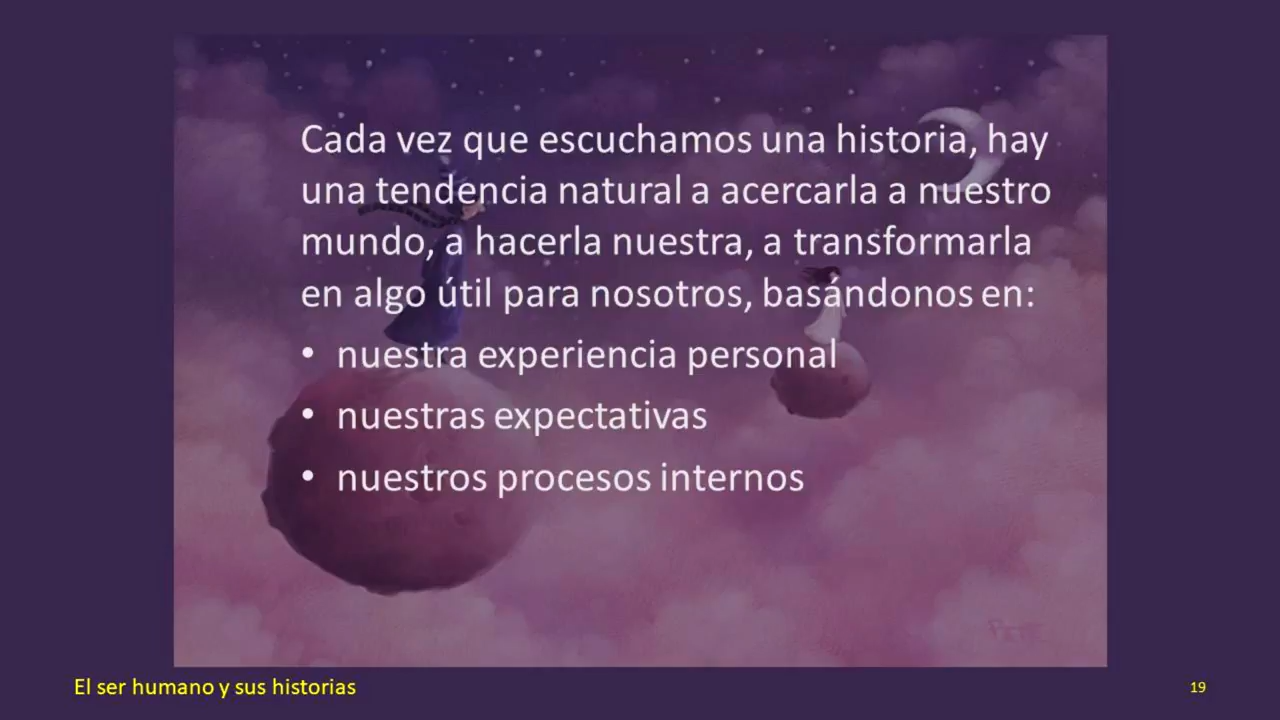 Cada vez que escuchamos una historia, hay
una tendencia natural a acercarla a nuestro
mundo, a hacerla nuestra, a transformarla
en algo útil para nosotros, basándonos en:
• nuestra experiencia personal
• nuestras expectativas
• nuestros procesos internos
El ser humano y sus historias
19